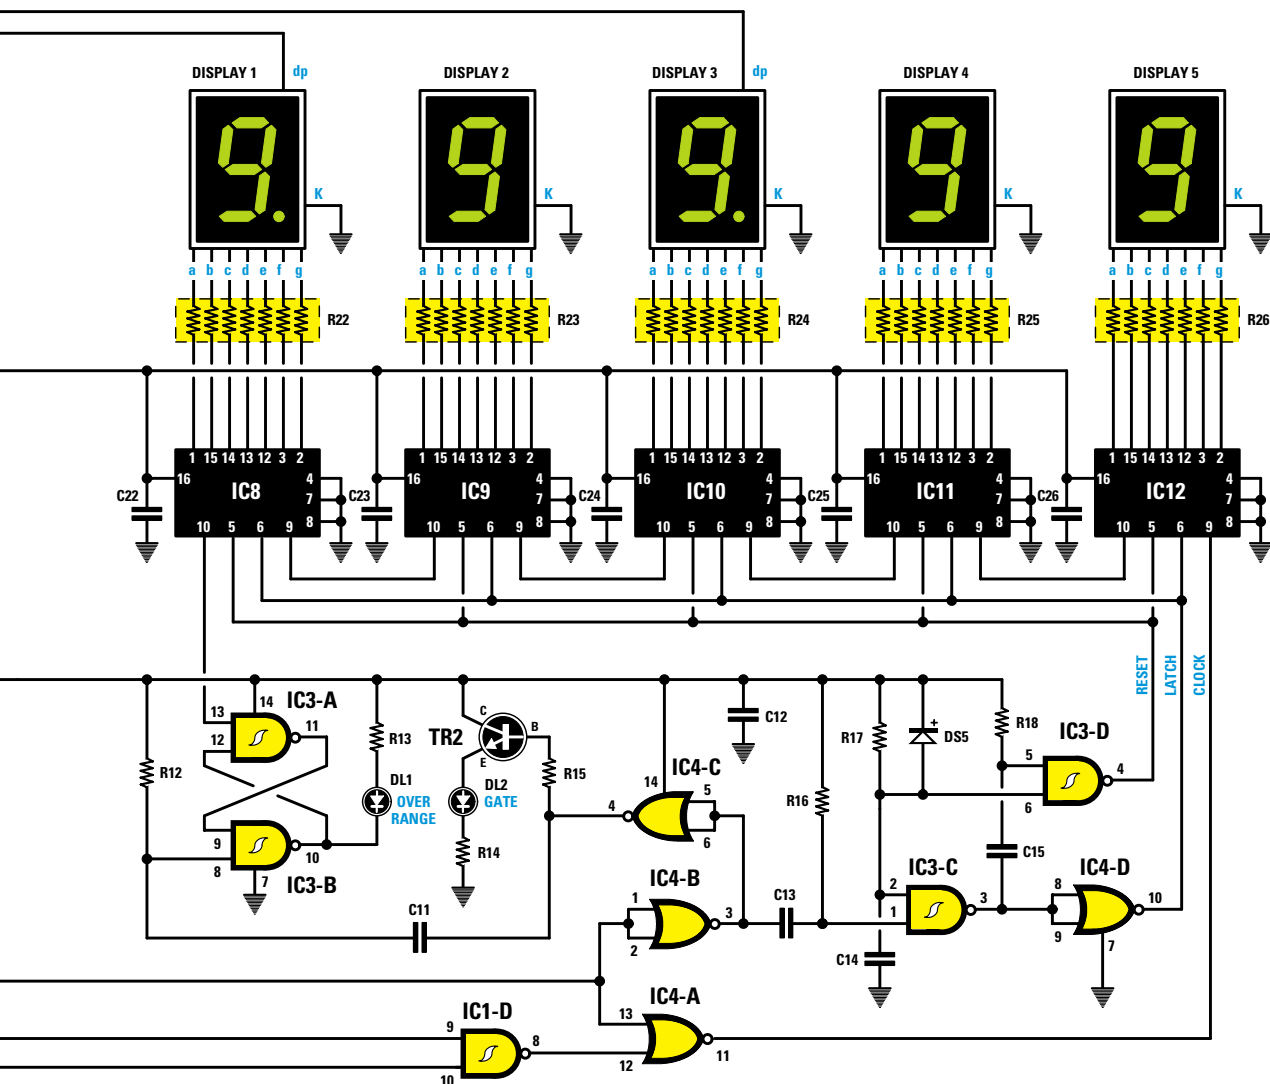 DISPLAY 1 dp DISPLAY 2 DISPLAY 3 dp DISPLAY 4 DISPLAY 5
9. 9 9. 9 9
K K K K K
a b c d e f g a b c d e f g a b c d e f g a b c d e f g a b c d e f g
R22 R23 R24 R25 R26
1 15 14 13 12 3 2 1 15 14 13 12 3 2 1 15 14 13 12 3 2 1 15 14 13 12 3 2 1 15 14 13 12 3 2
16 4 16 4 16 4 16 4 16 4
C22 IC8 7 C23 IC9 7 C24 IC10 7 C25 IC11 7 C26 IC12 7
8 8 8 8 8
10 5 6 9 10 5 6 9 10 5 6 9 10 5 6 9 10 5 6 9
RESET
LATCH
CLOCK
14 IC3-A
13 11
12
R12
9 10
8 7 IC3-B
R13
DL1
OVER
RANGE
C
TR2 B
E
DL2
GATE
R14
R15
C11
IC4-C
14 5
4
6
C12
R16
R17
DS5
+
R18
IC3-D
5
4
6
C15
IC4-B
1
3
2
C13
IC3-C
2
3
1
C14
IC4-D
8
10
9
7
IC1-D
9
8
10
IC4-A
13
12 11